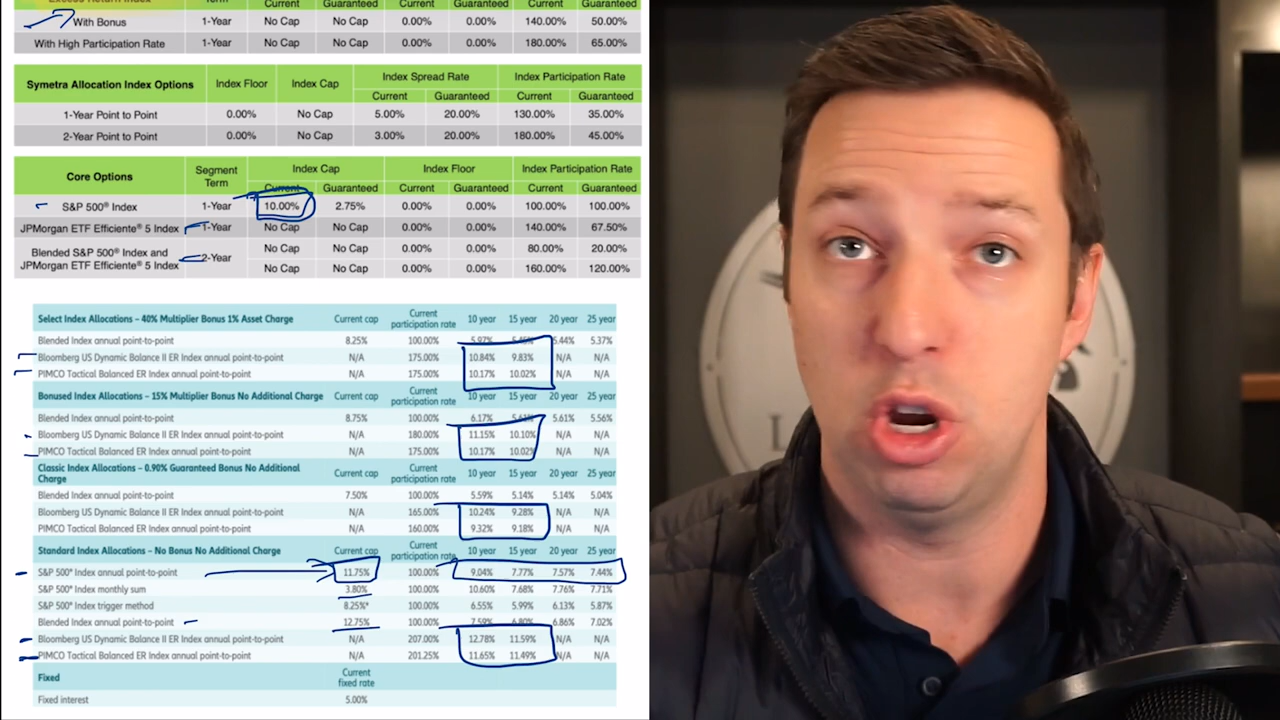 Excess Return Index Term Current Guaranteed Current Guaranteed Current Guaranteed
With Bonus 1-Year No Cap No Cap 0.00% 0.00% 140.00% 50.00%
With High Participation Rate 1-Year No Cap No Cap 0.00% 0.00% 180.00% 65.00%
Symetra Allocation Index Options Index Floor Index Cap Index Spread Rate Index Participation Rate
Current Guaranteed Current Guaranteed
1-Year Point to Point 0.00% No Cap 5.00% 20.00% 130.00% 35.00%
2-Year Point to Point 0.00% No Cap 3.00% 20.00% 180.00% 45.00%
Core Options Segment Term Index Cap Index Floor Index Participation Rate
Current Guaranteed Current Guaranteed Current Guaranteed
S&P 500® Index 1-Year 10.00% 2.75% 0.00% 0.00% 100.00% 100.00%
JPMorgan ETF Efficiente® 5 Index 1-Year No Cap No Cap 0.00% 0.00% 140.00% 67.50%
Blended S&P 500® Index and JPMorgan ETF Efficiente® 5 Index 2-Year No Cap No Cap 0.00% 0.00% 80.00% 20.00%
No Cap No Cap 0.00% 0.00% 160.00% 120.00%
Select Index Allocations – 40% Multiplier Bonus 1% Asset Charge Current cap Current participation rate 10 year 15 year 20 year 25 year
Blended Index annual point-to-point 8.25% 100.00% 5.97% 5.44% 5.37%
Bloomberg US Dynamic Balance II ER Index annual point-to-point N/A 175.00% 10.84% 9.83% N/A N/A
PIMCO Tactical Balanced ER Index annual point-to-point N/A 175.00% 10.17% 10.02% N/A N/A
Bonused Index Allocations – 15% Multiplier Bonus No Additional Charge Current cap Current participation rate 10 year 15 year 20 year 25 year
Blended Index annual point-to-point 8.75% 100.00% 6.17% 5.61% 5.56%
Bloomberg US Dynamic Balance II ER Index annual point-to-point N/A 180.00% 11.15% 10.10% N/A N/A
PIMCO Tactical Balanced ER Index annual point-to-point N/A 175.00% 10.17% 10.02% N/A N/A
Classic Index Allocations – 0.90% Guaranteed Bonus No Additional Charge Current cap Current participation rate 10 year 15 year 20 year 25 year
Blended Index annual point-to-point 7.50% 100.00% 5.59% 5.14% 5.14% 5.04%
Bloomberg US Dynamic Balance II ER Index annual point-to-point N/A 165.00% 10.24% 9.28% N/A N/A
PIMCO Tactical Balanced ER Index annual point-to-point N/A 160.00% 9.32% 9.18% N/A N/A
Standard Index Allocations – No Bonus No Additional Charge Current cap Current participation rate 10 year 15 year 20 year 25 year
S&P 500® Index annual point-to-point 11.75% 100.00% 9.04% 7.77% 7.57% 7.44%
S&P 500® Index monthly sum 3.80% 100.00% 10.60% 7.68% 7.76% 7.71%
S&P 500® Index trigger method 8.25%* 100.00% 6.55% 5.99% 6.13% 5.87%
Blended Index annual point-to-point 12.75% 100.00% 7.59% 6.80% 6.86% 7.02%
Bloomberg US Dynamic Balance II ER Index annual point-to-point N/A 207.00% 12.78% 11.59% N/A N/A
PIMCO Tactical Balanced ER Index annual point-to-point N/A 201.25% 11.65% 11.49% N/A N/A
Fixed Current fixed rate
Fixed interest 5.00%
L